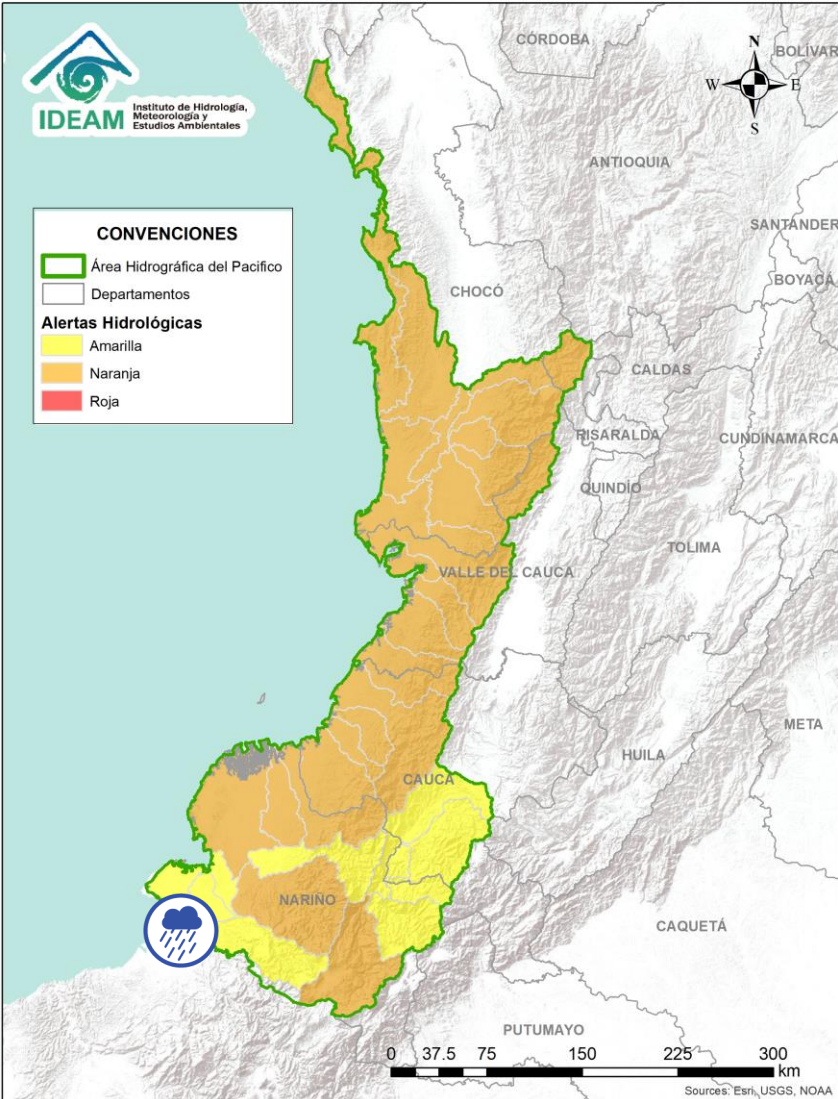 IDEAM
Instituto de Hidrología,
Meteorología y
Estudios Ambientales
N
W
E
S
CONVENCIONES
Área Hidrográfica del Pacifico
Departamentos
Alertas Hidrológicas
Amarilla
Naranja
Roja
CÓRDOBA
BOLÍVAR
ANTIOQUIA
SANTANDER
BOYACÁ
CHOCÓ
CALDAS
RISARALDA
CUNDINAMARCA
QUINDÍO
TOLIMA
VALLE DEL CAUCA
META
HUILA
CAUCA
NARIÑO
CAQUETÁ
PUTUMAYO
0 37.5 75 150 225 300
km
Sources: Esri, USGS, NOAA